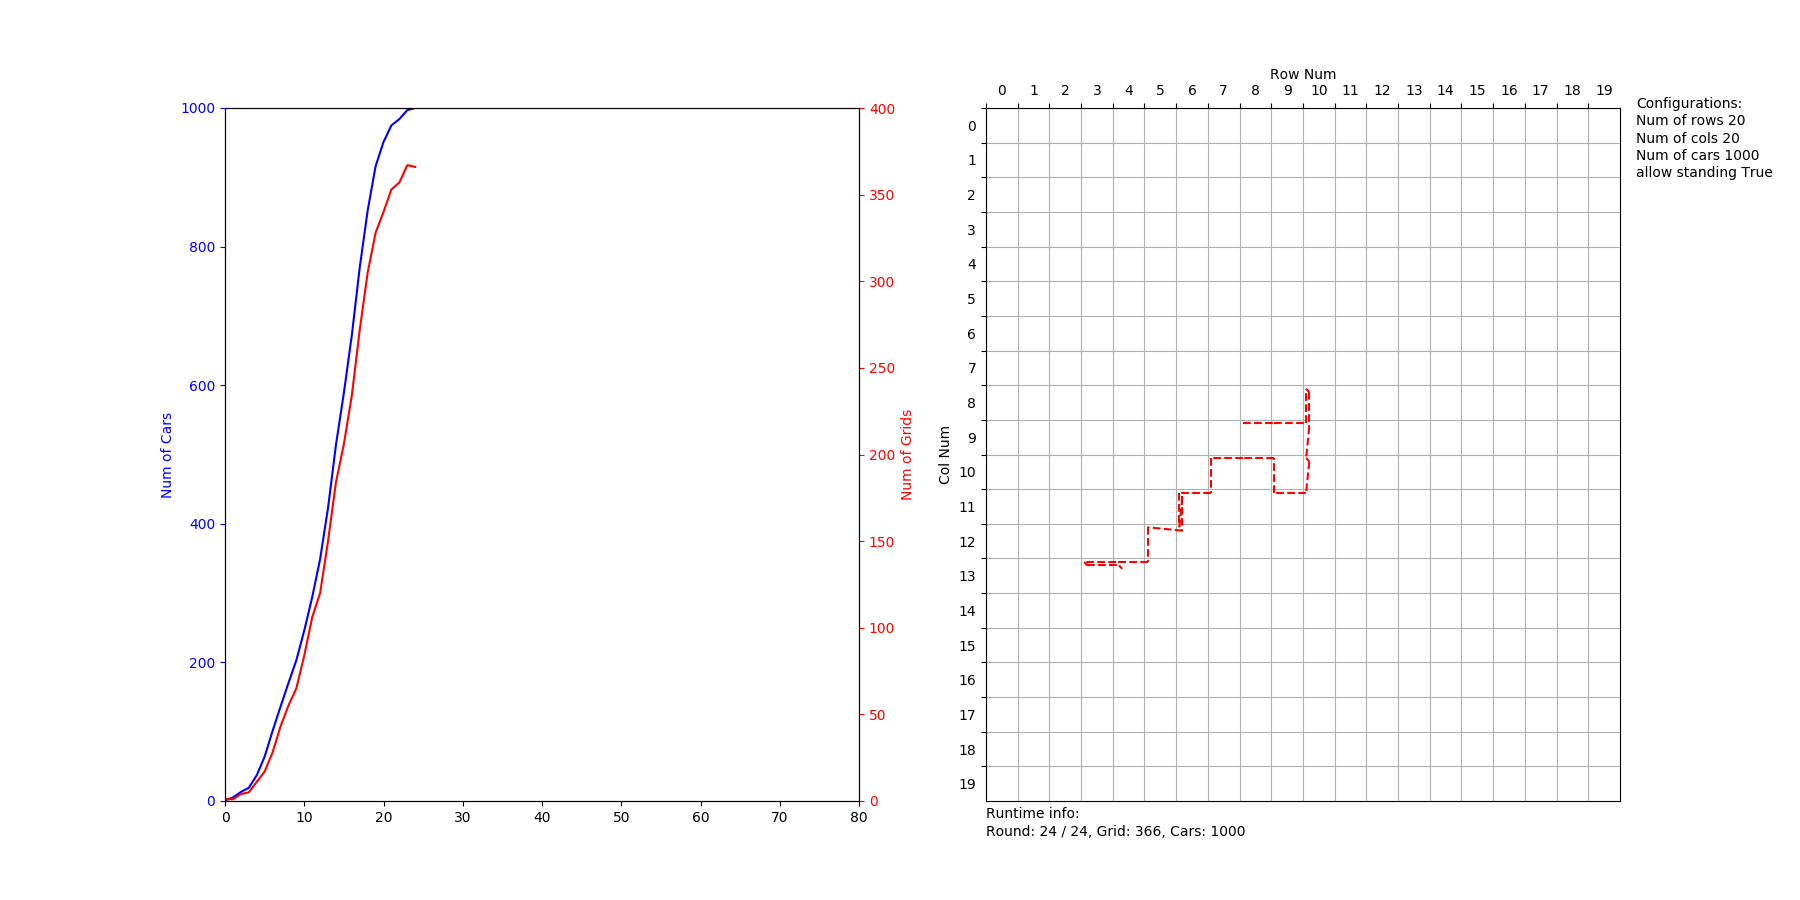 1000
800
600
400
200
0
Num of Cars
0 10 20 30 40 50 60 70 80
400
350
300
250
200
150
100
50
0
Num of Grids
Row Num
0 1 2 3 4 5 6 7 8 9 10 11 12 13 14 15 16 17 18 19
Col Num
0
1
2
3
4
5
6
7
8
9
10
11
12
13
14
15
16
17
18
19
Configurations:
Num of rows 20
Num of cols 20
Num of cars 1000
allow standing True
Runtime info:
Round: 24 / 24, Grid: 366, Cars: 1000